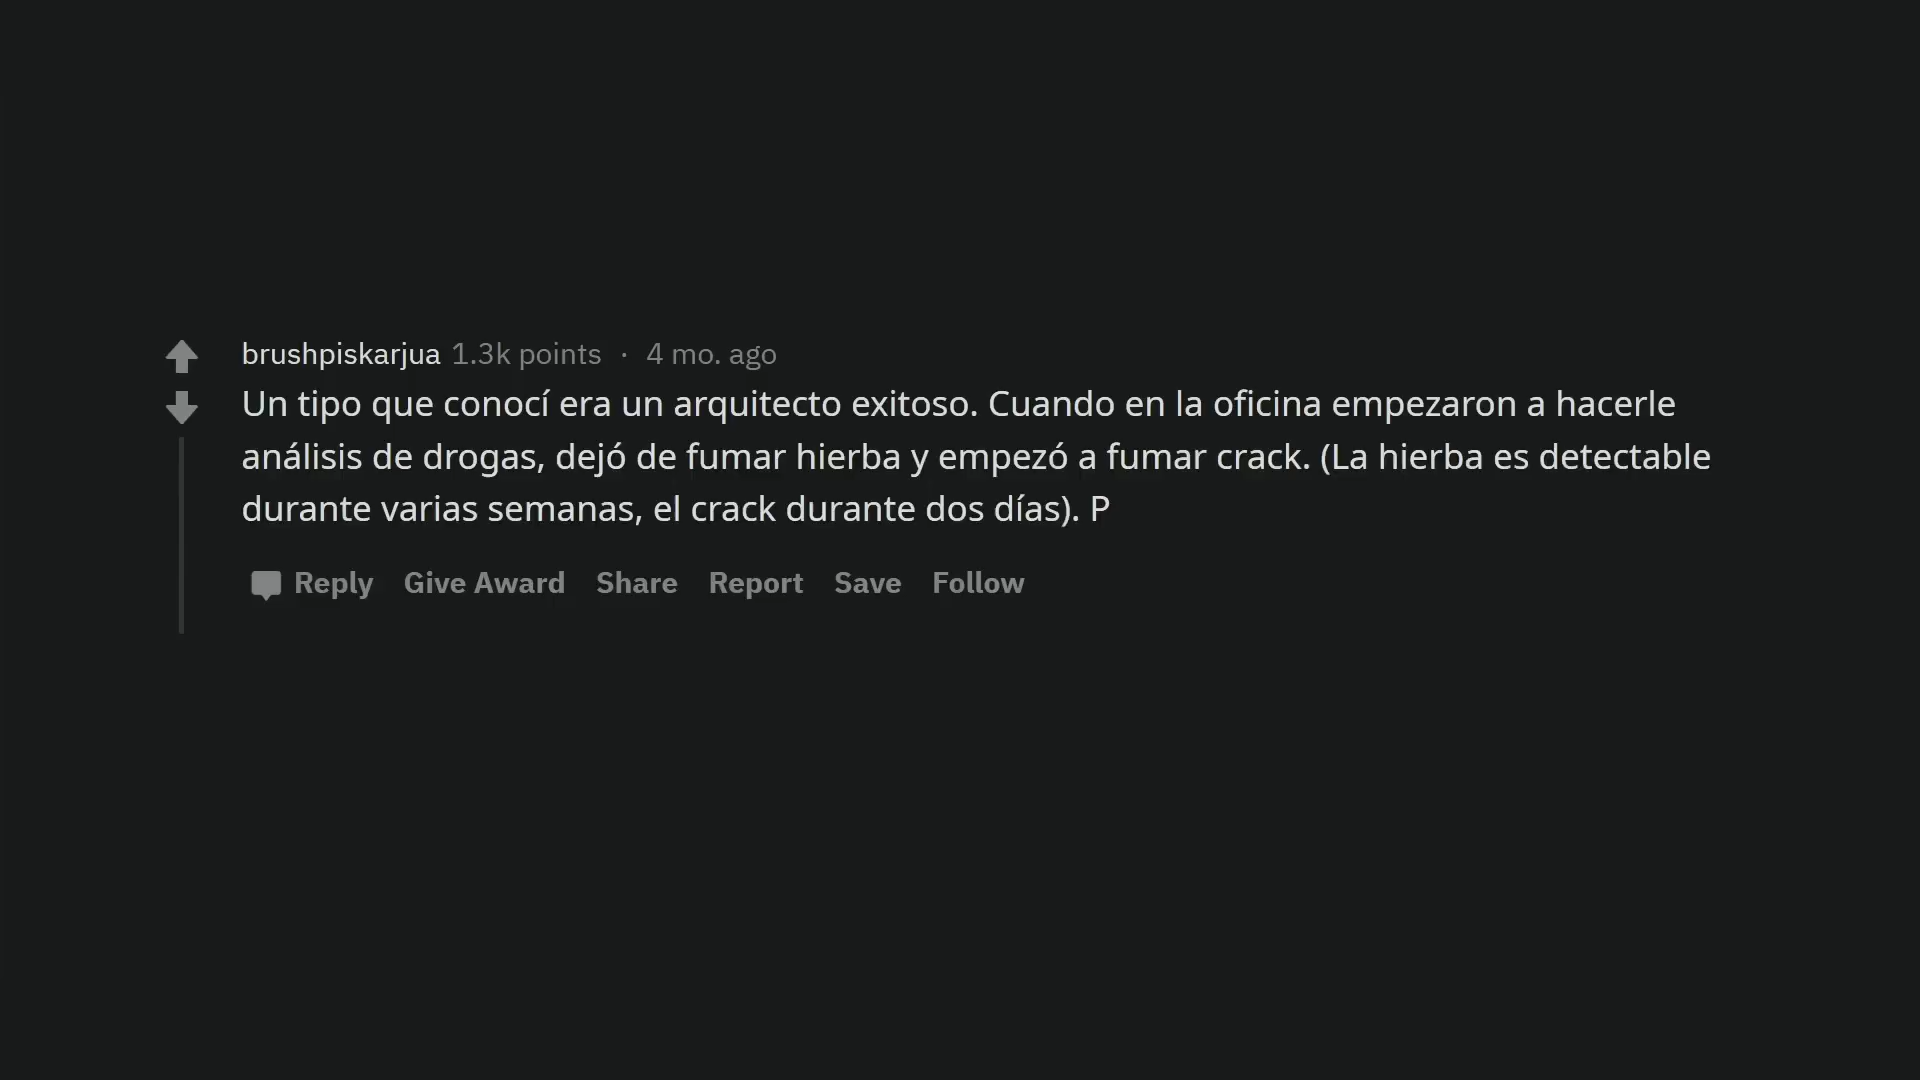 brushpiskarjua 1.3k points · 4 mo. ago
Un tipo que conocí era un arquitecto exitoso. Cuando en la oficina empezaron a hacerle
análisis de drogas, dejó de fumar hierba y empezó a fumar crack. (La hierba es detectable
durante varias semanas, el crack durante dos días). P
Reply Give Award Share Report Save Follow